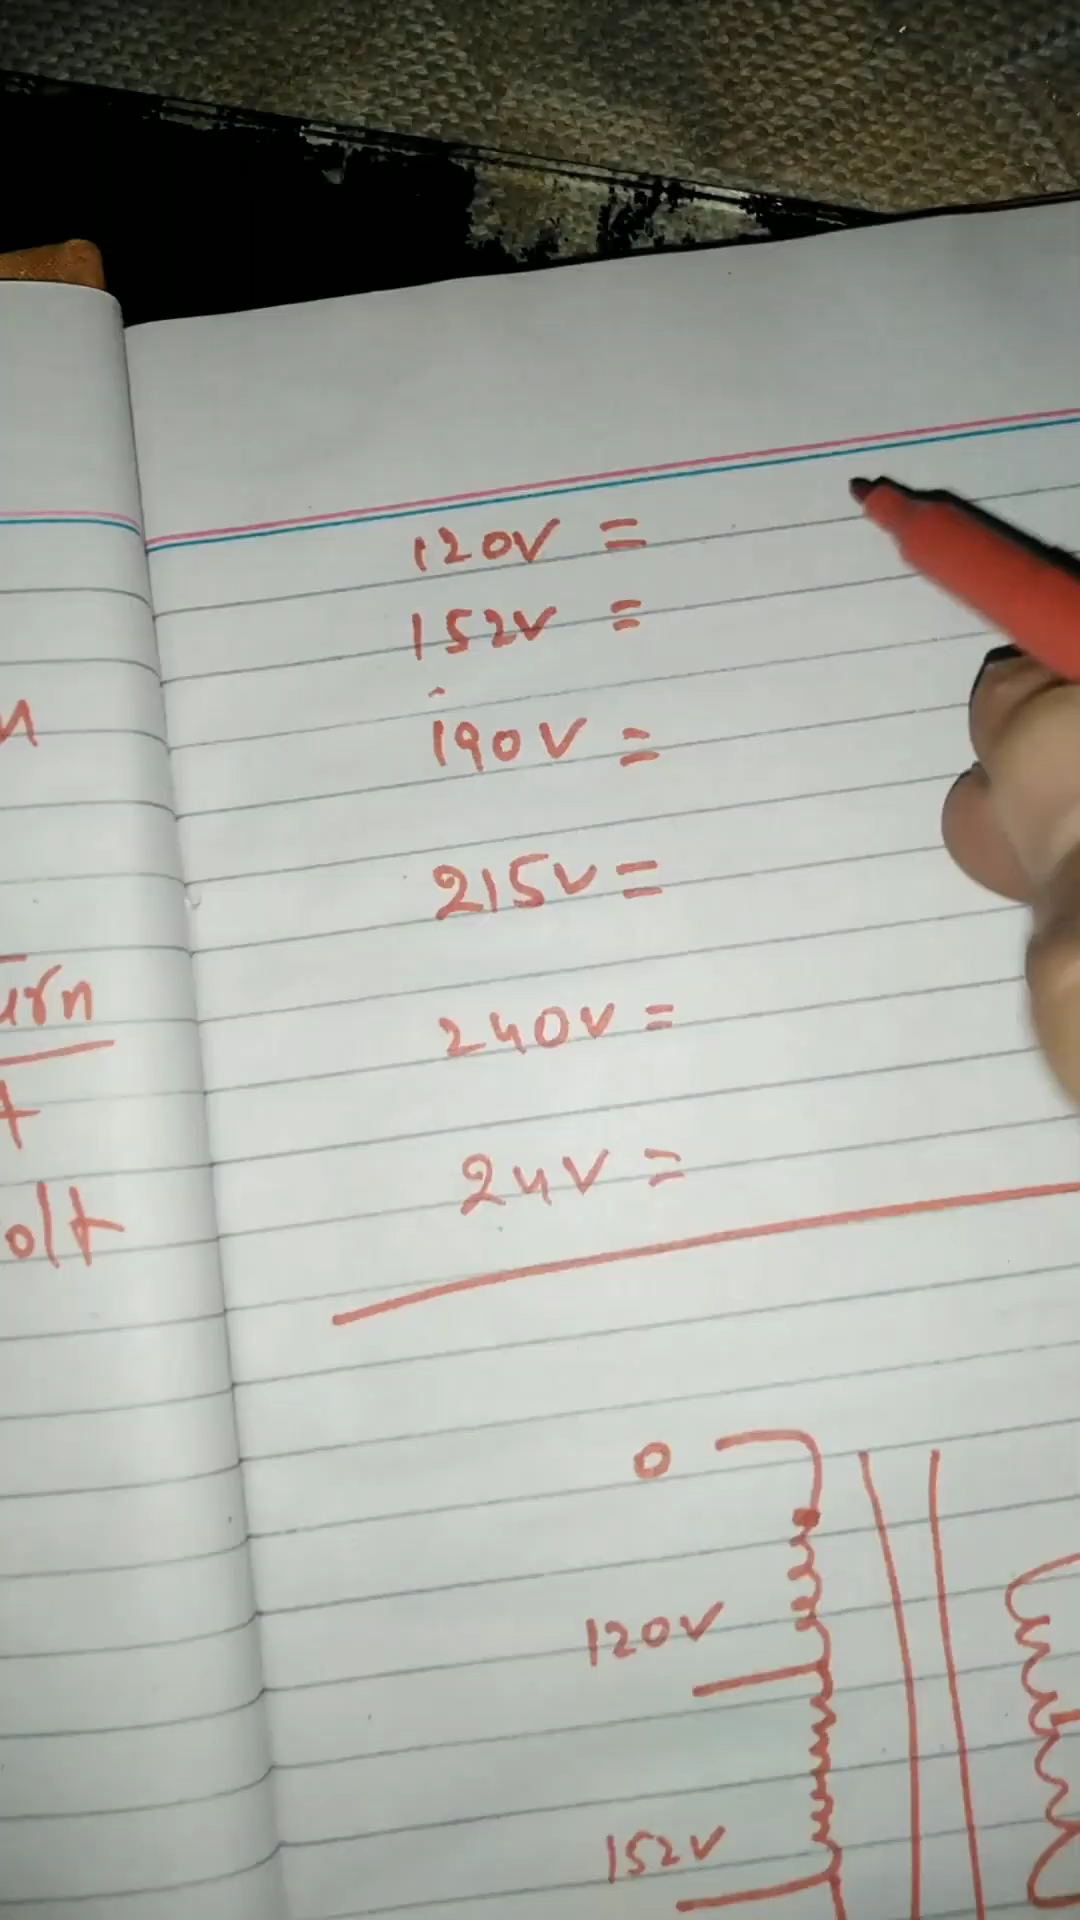 120V =
152V =
190V =
215V =
240V =
24V =
0
120V
152V